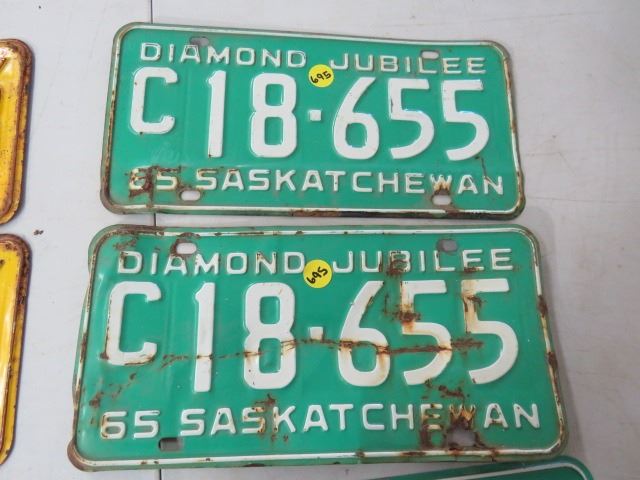 DIAMOND JUBILEE
695
C18·655
65 SASKATCHEWAN
DIAMOND JUBILEE
695
C18·655
65 SASKATCHEWAN